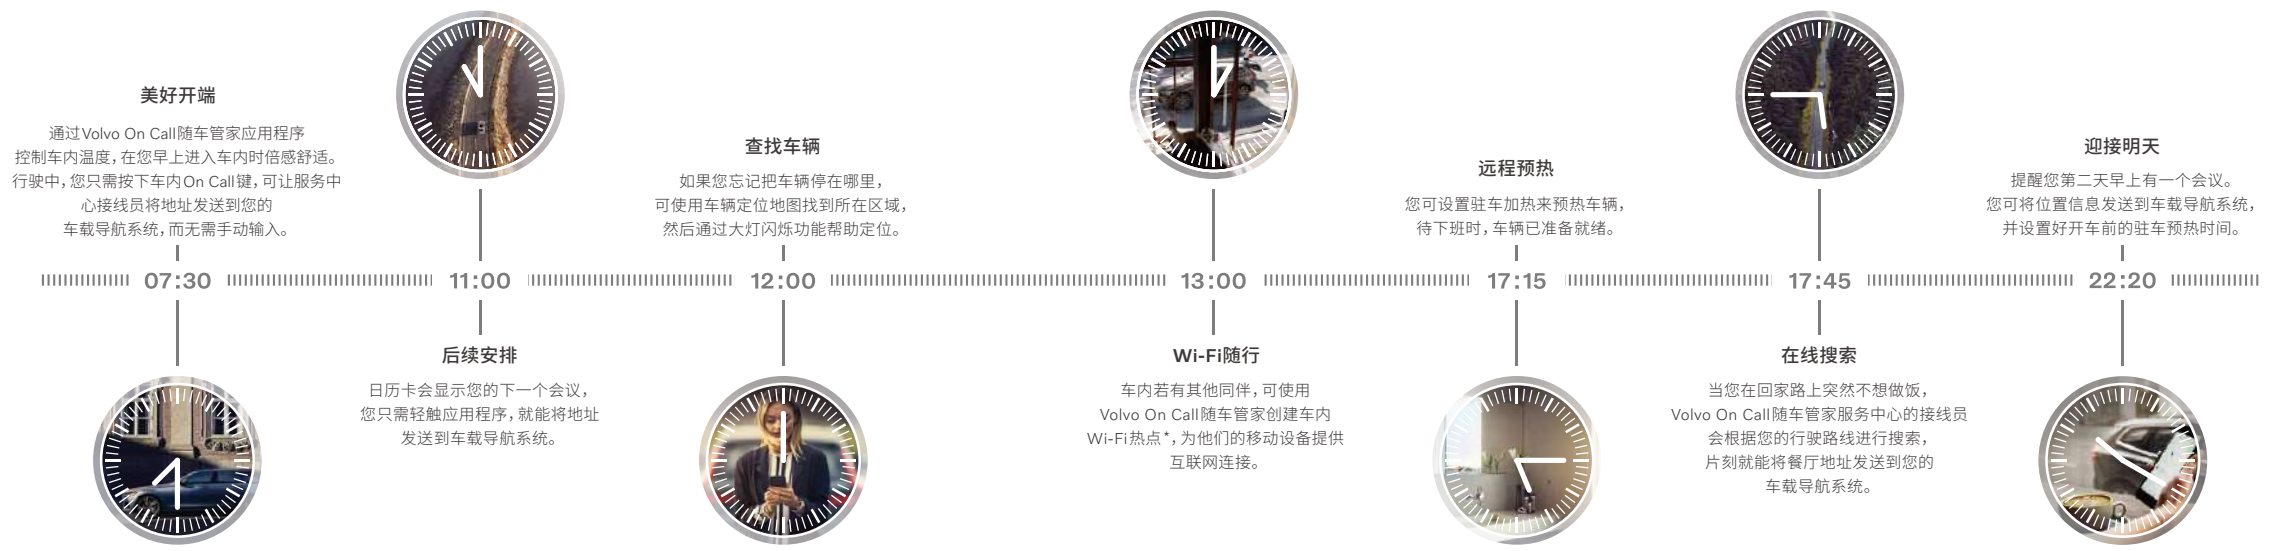 美好开端
通过Volvo On Call随车管家应用程序
控制车内温度，在您早上进入车内时倍感舒适。
行驶中，您只需按下车内On Call键，可让服务中
心接线员将地址发送到您的
车载导航系统，而无需手动输入。
07:30
11:00
后续安排
日历卡会显示您的下一个会议，
您只需轻触应用程序，就能将地址
发送到车载导航系统。
查找车辆
如果您忘记把车辆停在哪里，
可使用车辆定位地图找到所在区域，
然后通过大灯闪烁功能帮助定位。
12:00
13:00
Wi-Fi随行
车内若有其他同伴，可使用
Volvo On Call随车管家创建车内
Wi-Fi热点*，为他们的移动设备提供
互联网连接。
远程预热
您可设置驻车加热来预热车辆，
待下班时，车辆已准备就绪。
17:15
17:45
在线搜索
当您在回家路上突然不想做饭，
Volvo On Call随车管家服务中心的接线员
会根据您的行驶路线进行搜索，
片刻就能将餐厅地址发送到您的
车载导航系统。
迎接明天
提醒您第二天早上有一个会议。
您可将位置信息发送到车载导航系统，
并设置好开车前的驻车预热时间。
22:20